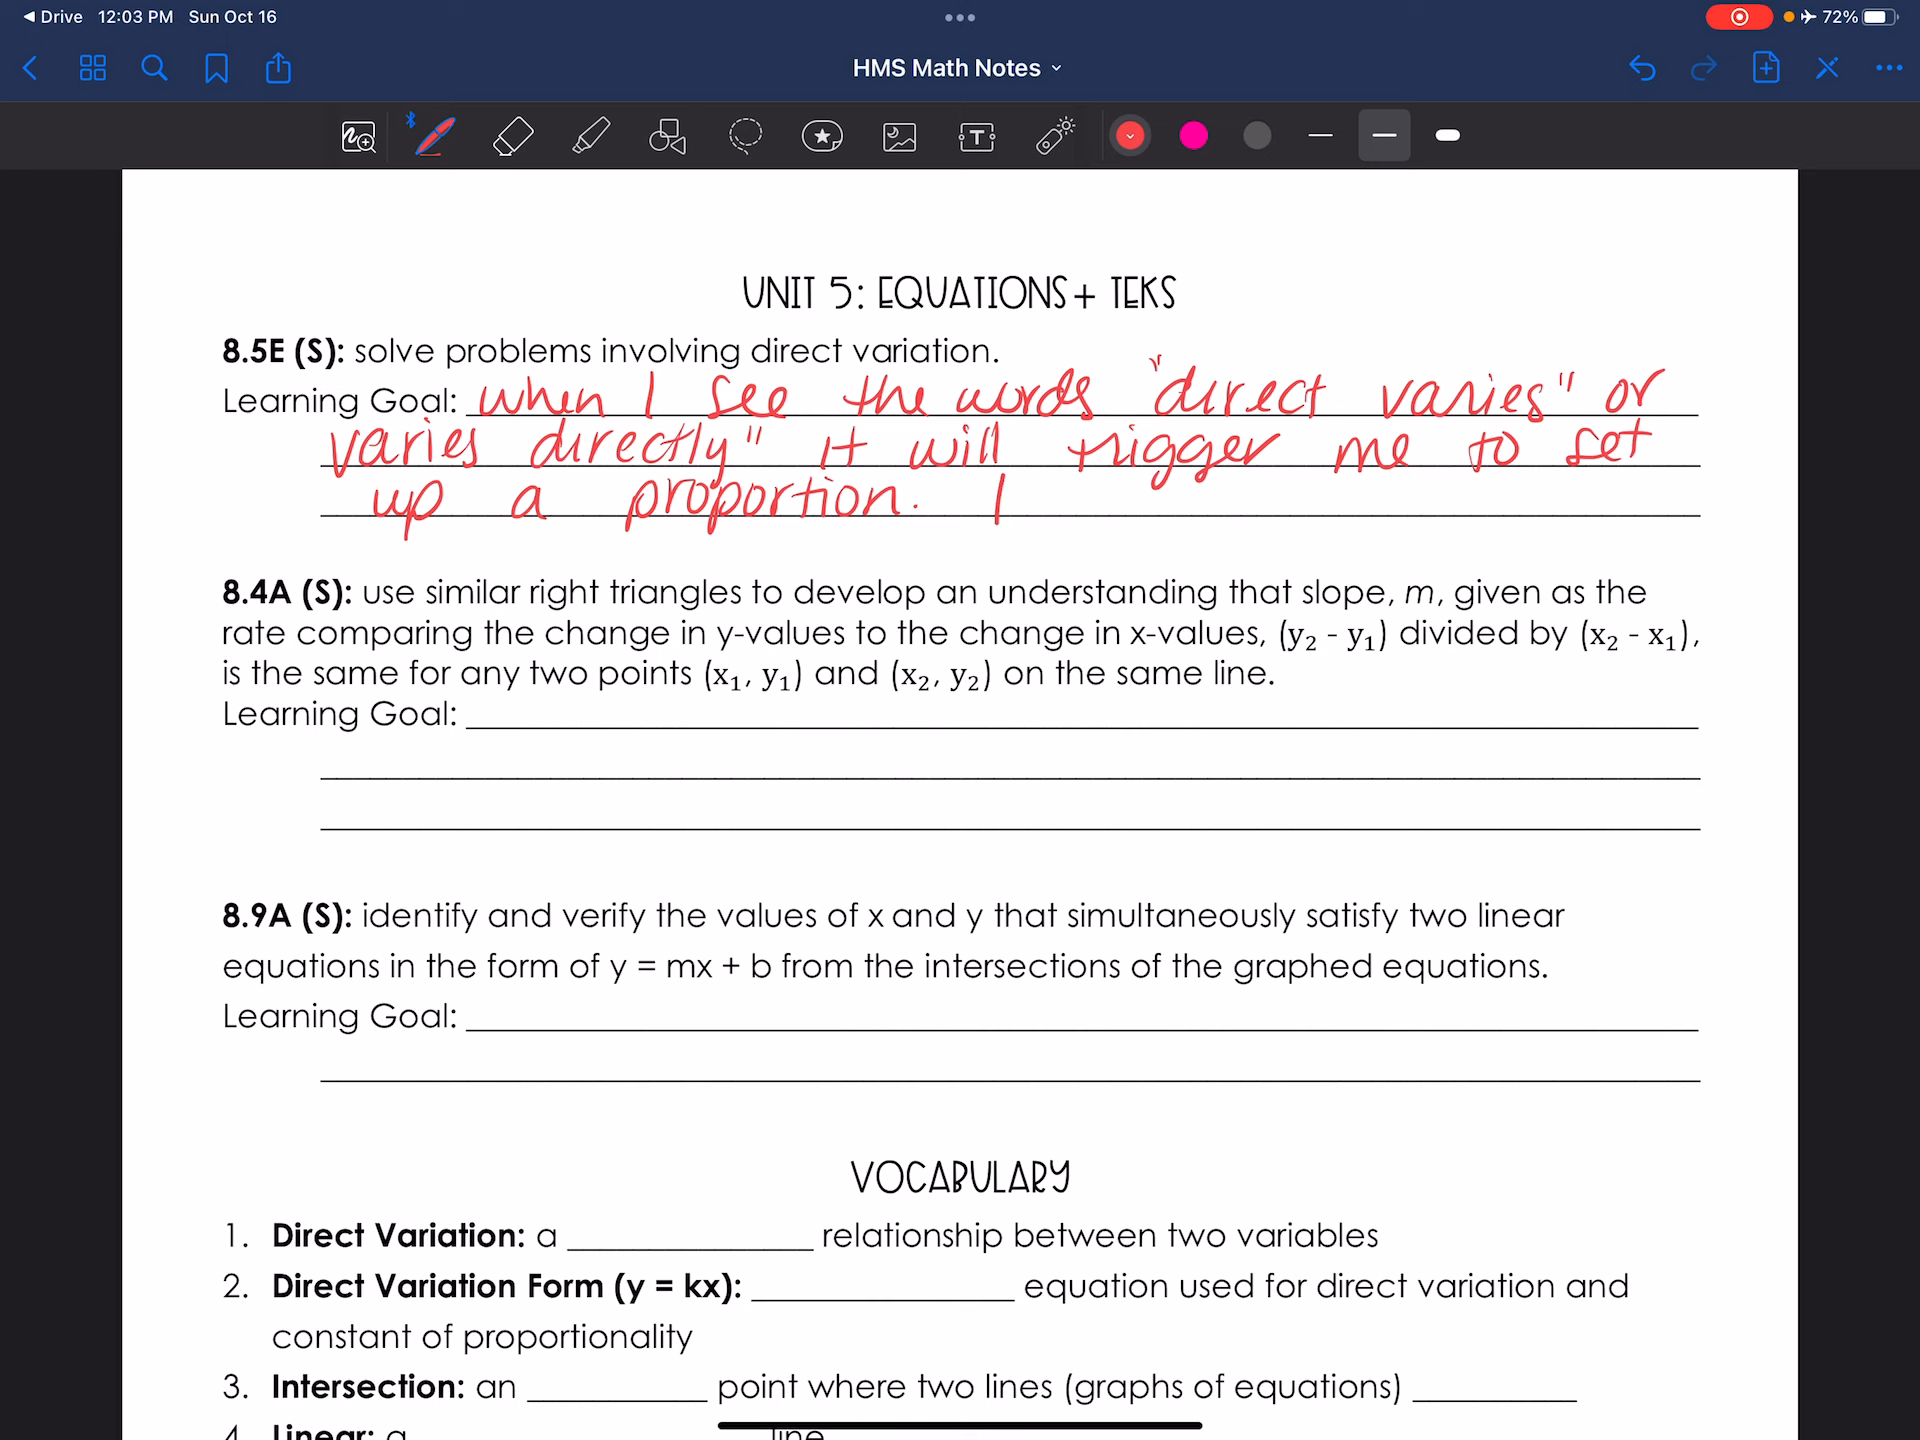 Drive 12:03 PM Sun Oct 16
72%
HMS Math Notes
T
UNIT 5: EQUATIONS+ TEKS
8.5E (S): solve problems involving direct variation.
Learning Goal: when I see the words "direct varies" or
varies directly" it will trigger me to set
up a proportion. I
8.4A (S): use similar right triangles to develop an understanding that slope, m, given as the
rate comparing the change in y-values to the change in x-values, (y₂ - y₁) divided by (x₂ - x₁),
is the same for any two points (x₁, y₁) and (x₂, y₂) on the same line.
Learning Goal:
8.9A (S): identify and verify the values of x and y that simultaneously satisfy two linear
equations in the form of y = mx + b from the intersections of the graphed equations.
Learning Goal:
VOCABULARY
1. Direct Variation: a ______________ relationship between two variables
2. Direct Variation Form (y = kx): ______________ equation used for direct variation and
constant of proportionality
3. Intersection: an __________ point where two lines (graphs of equations) __________
4. Linear: a __________ line